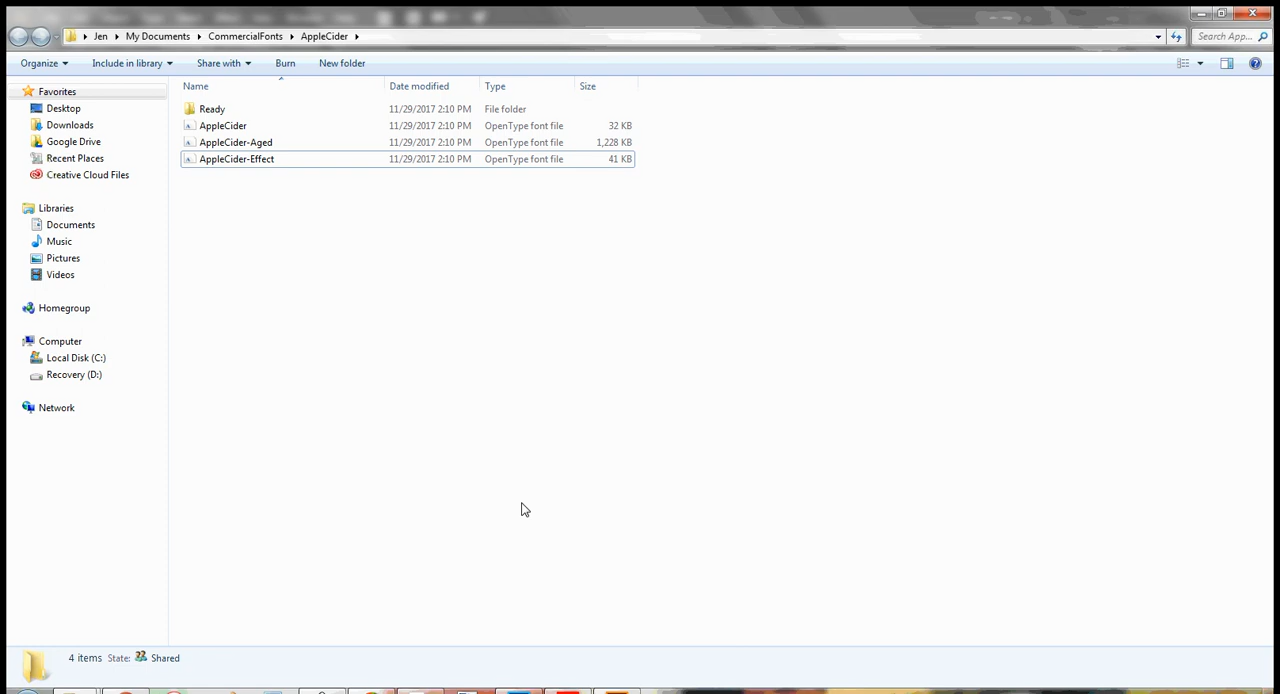 Jen My Documents CommercialFonts AppleCider Search App...
Organize Include in library Share with Burn New folder
Name Date modified Type Size
Ready 11/29/2017 2:10 PM File folder
AppleCider 11/29/2017 2:10 PM OpenType font file 32 KB
AppleCider-Aged 11/29/2017 2:10 PM OpenType font file 1,228 KB
AppleCider-Effect 11/29/2017 2:10 PM OpenType font file 41 KB
Favorites
Desktop
Downloads
Google Drive
Recent Places
Creative Cloud Files
Libraries
Documents
Music
Pictures
Videos
Homegroup
Computer
Local Disk (C:)
Recovery (D:)
Network
4 items State: Shared